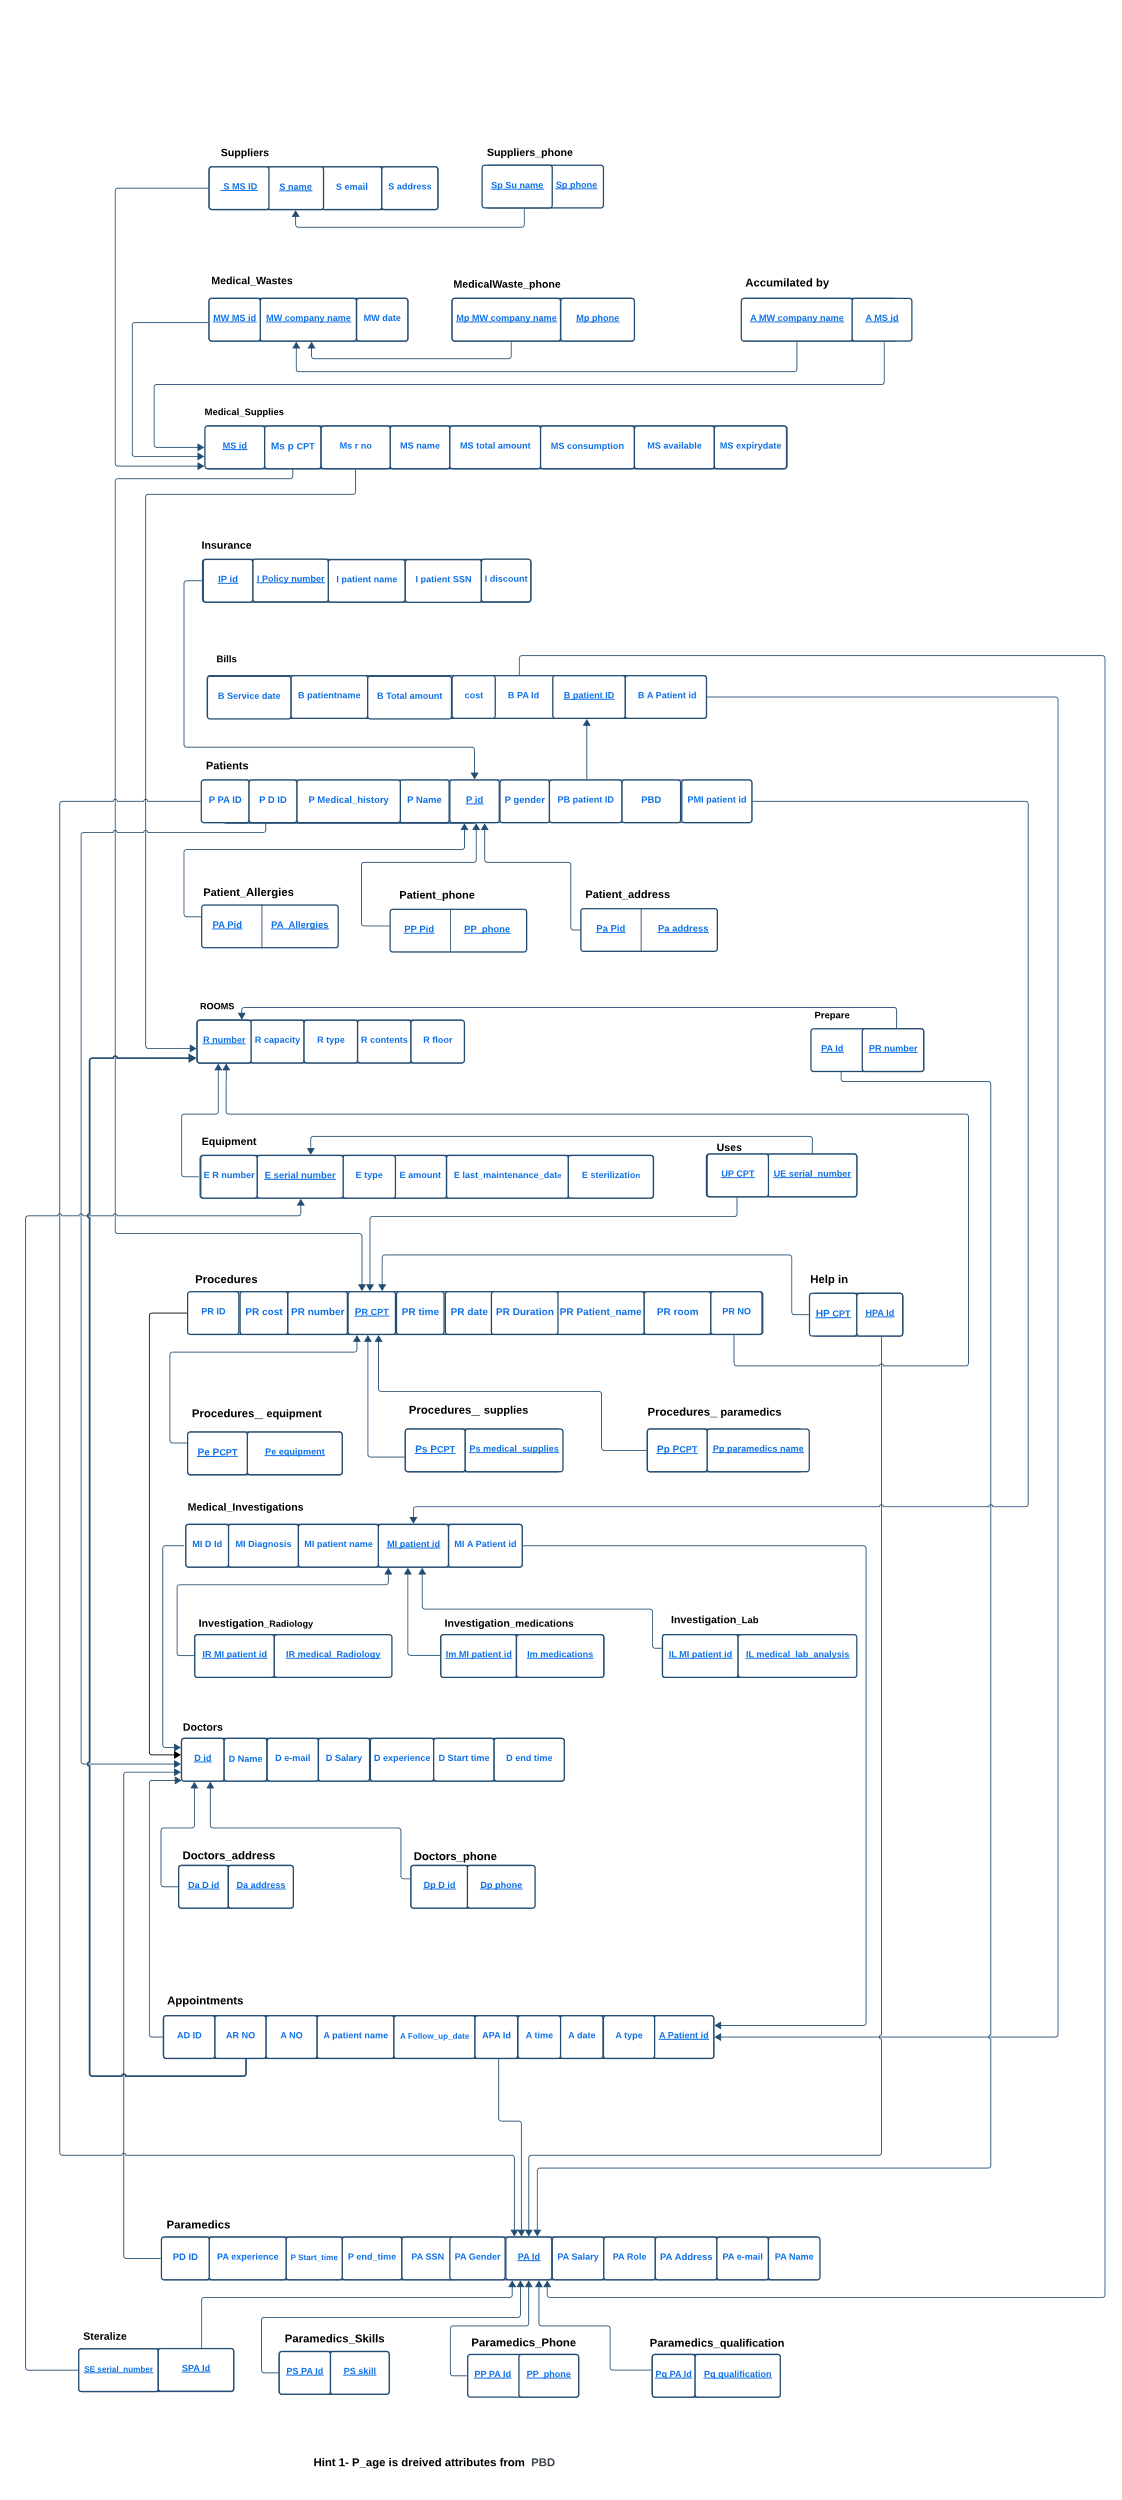 Suppliers
S MS ID S name S email S address
Suppliers_phone
Sp Su name Sp phone
Medical_Wastes
MW MS id MW company name MW date
MedicalWaste_phone
Mp MW company name Mp phone
Accumilated by
A MW company name A MS id
Medical_Supplies
MS id Ms p CPT Ms r no MS name MS total amount MS consumption MS available MS expirydate
Insurance
IP id I Policy number I patient name I patient SSN I discount
Bills
B Service date B patientname B Total amount cost B PA Id B patient ID B A Patient id
Patients
P PA ID P D ID P Medical_history P Name P id P gender PB patient ID PBD PMI patient id
Patient_Allergies
PA Pid PA_Allergies
Patient_phone
PP Pid PP_phone
Patient_address
Pa Pid Pa address
ROOMS
R number R capacity R type R contents R floor
Prepare
PA Id PR number
Equipment
E R number E serial number E type E amount E last_maintenance_date E sterilization
Uses
UP CPT UE serial_number
Procedures
PR ID PR cost PR number PR CPT PR time PR date PR Duration PR Patient_name PR room PR NO
Help in
HP CPT HPA Id
Procedures__ equipment
Pe PCPT Pe equipment
Procedures__ supplies
Ps PCPT Ps medical_supplies
Procedures_ paramedics
Pp PCPT Pp paramedics name
Medical_Investigations
MI D Id MI Diagnosis MI patient name MI patient id MI A Patient id
Investigation_Radiology
IR MI patient id IR medical_Radiology
Investigation_medications
Im MI patient id Im medications
Investigation_Lab
IL MI patient id IL medical_lab_analysis
Doctors
D id D Name D e-mail D Salary D experience D Start time D end time
Doctors_address
Da D id Da address
Doctors_phone
Dp D id Dp phone
Appointments
AD ID AR NO A NO A patient name A Follow_up_date APA Id A time A date A type A Patient id
Paramedics
PD ID PA experience P Start_time P end_time PA SSN PA Gender PA Id PA Salary PA Role PA Address PA e-mail PA Name
Steralize
SE serial_number SPA Id
Paramedics_Skills
PS PA Id PS skill
Paramedics_Phone
PP PA Id PP_phone
Paramedics_qualification
Pq PA Id Pq qualification
Hint 1- P_age is dreived attributes from PBD